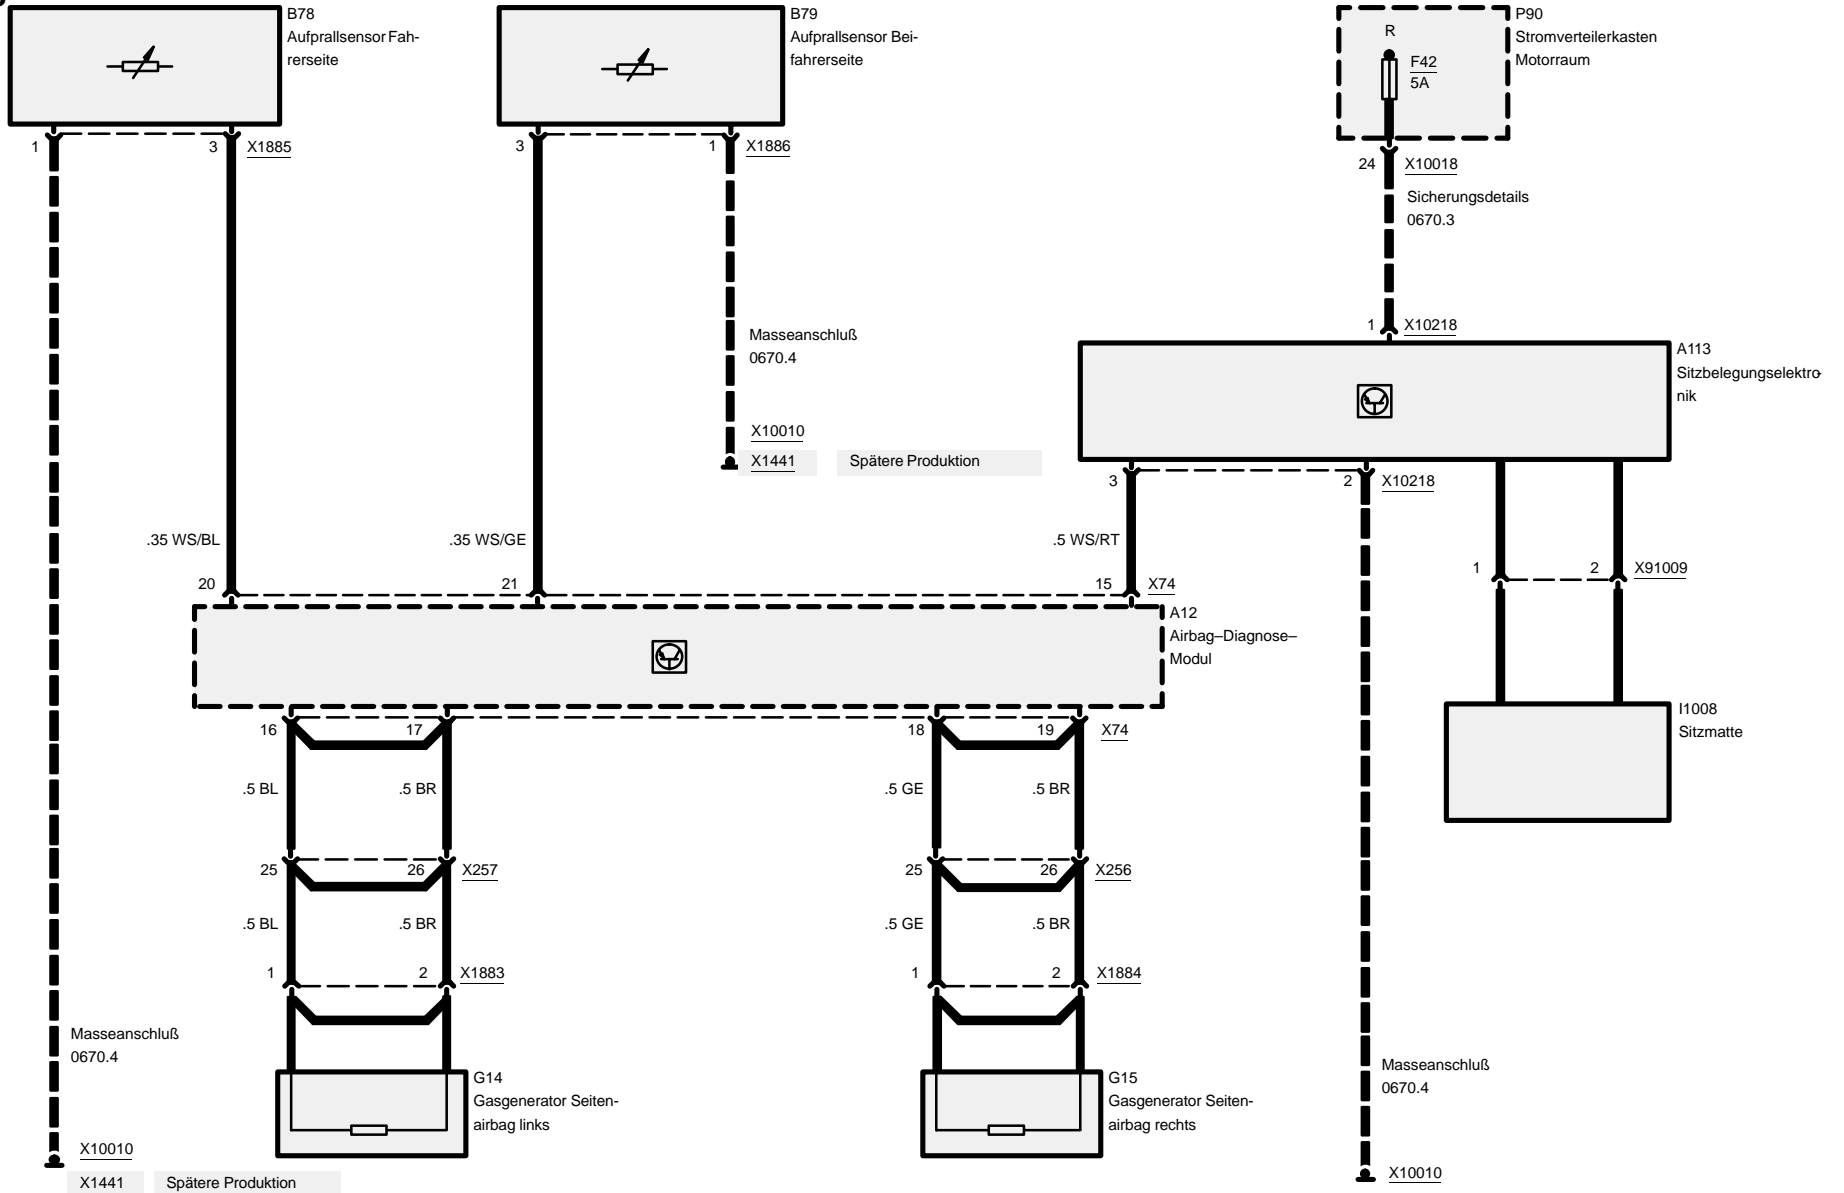 B78
Aufprallsensor Fah-
rerseite
B79
Aufprallsensor Bei-
fahrerseite
P90
Stromverteilerkasten
Motorraum
R
F42
5A
1
3
X1885
3
1
X1886
24
X10018
Sicherungsdetails
0670.3
Masseanschluß
0670.4
1
X10218
A113
Sitzbelegungselektro-
nik
X10010
X1441
Spätere Produktion
3
2
X10218
.35 WS/BL
.35 WS/GE
.5 WS/RT
1
2
X91009
20
21
15
X74
A12
Airbag–Diagnose–
Modul
16
17
18
19
X74
I1008
Sitzmatte
.5 BL
.5 BR
.5 GE
.5 BR
25
26
X257
25
26
X256
.5 BL
.5 BR
.5 GE
.5 BR
1
2
X1883
1
2
X1884
Masseanschluß
0670.4
Masseanschluß
0670.4
G14
Gasgenerator Seiten-
airbag links
G15
Gasgenerator Seiten-
airbag rechts
X10010
X1441
Spätere Produktion
X10010